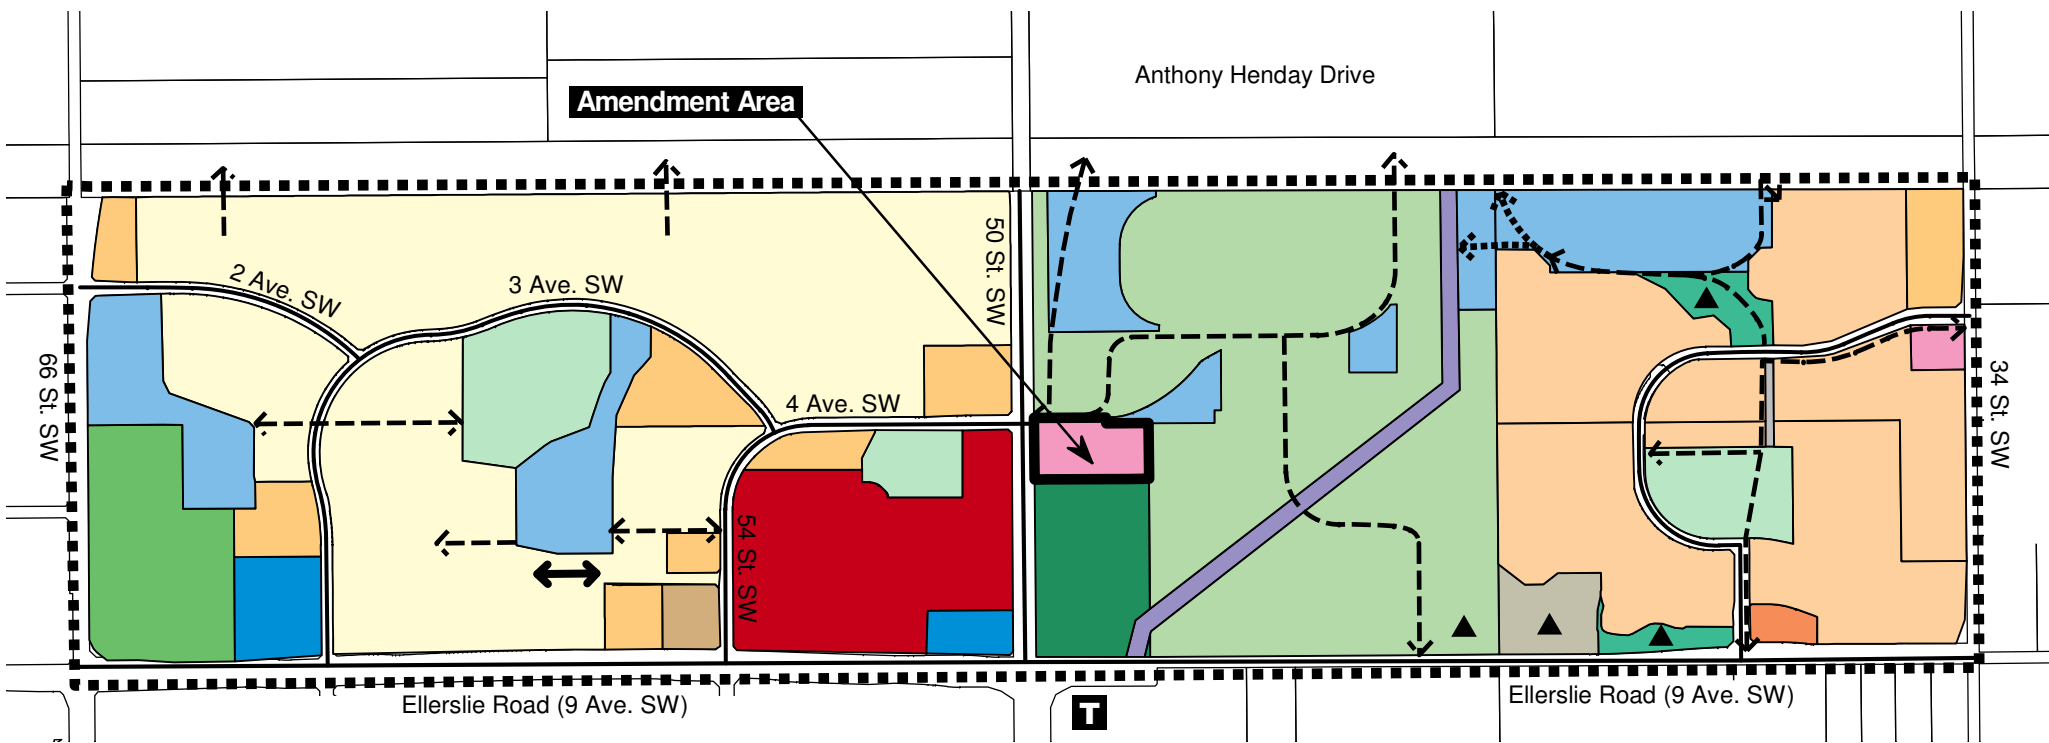 Anthony Henday Drive
Amendment Area
50 St. SW
2 Ave. SW
3 Ave. SW
66 St. SW
34 St. SW
4 Ave. SW
54 St. SW
Ellerslie Road (9 Ave. SW)
Ellerslie Road (9 Ave. SW)
T